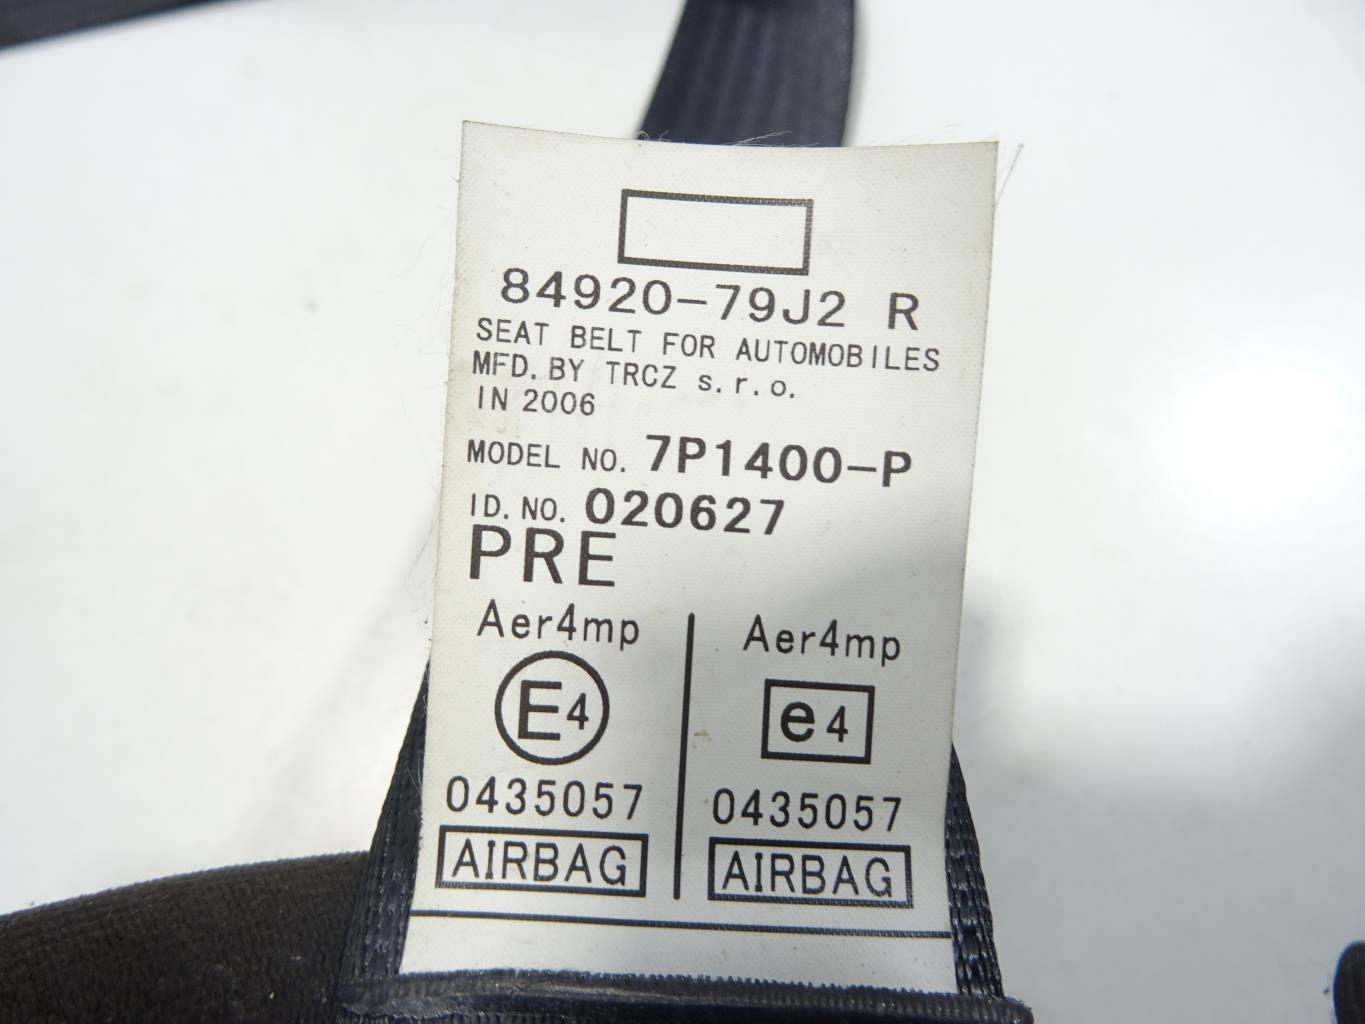 84920-79J2 R
SEAT BELT FOR AUTOMOBILES
MFD. BY TRCZ s.r.o.
IN 2006
MODEL NO. 7P1400-P
ID. NO. 020627
PRE
Aer4mp Aer4mp
E4 e4
0435057 0435057
AIRBAG AIRBAG